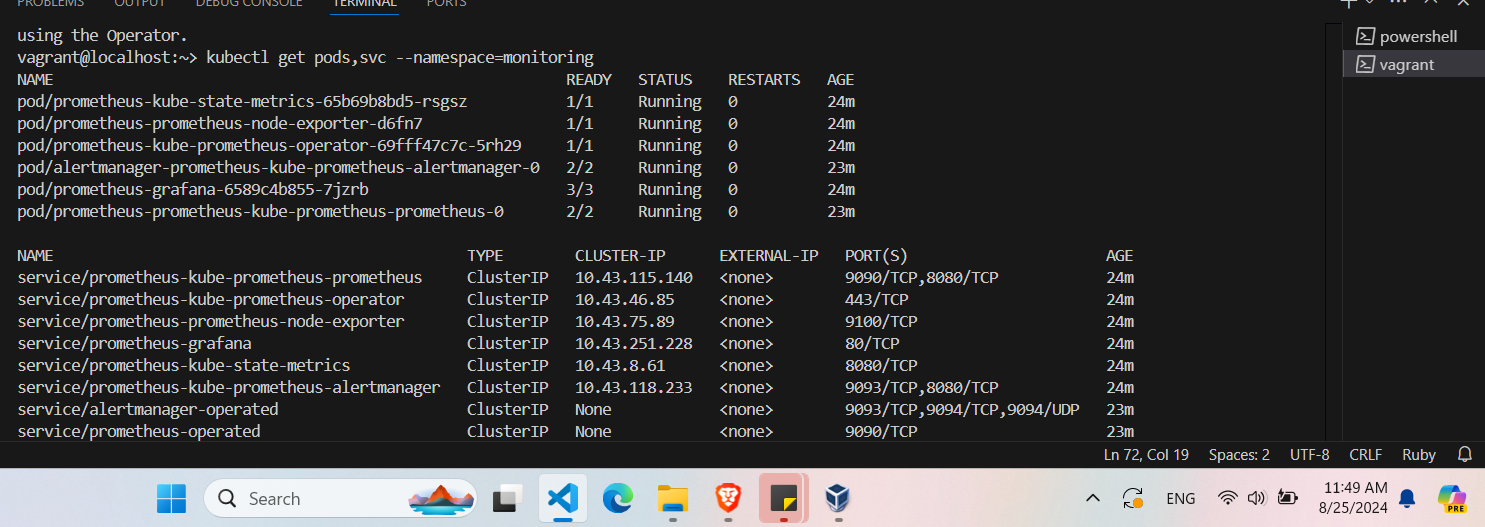 PROBLEMS OUTPUT DEBUG CONSOLE TERMINAL PORTS
using the Operator.
vagrant@localhost:~> kubectl get pods,svc --namespace=monitoring
NAME READY STATUS RESTARTS AGE
pod/prometheus-kube-state-metrics-65b69b8bd5-rsgsz 1/1 Running 0 24m
pod/prometheus-prometheus-node-exporter-d6fn7 1/1 Running 0 24m
pod/prometheus-kube-prometheus-operator-69fff47c7c-5rh29 1/1 Running 0 24m
pod/alertmanager-prometheus-kube-prometheus-alertmanager-0 2/2 Running 0 23m
pod/prometheus-grafana-6589c4b855-7jzrb 3/3 Running 0 24m
pod/prometheus-prometheus-kube-prometheus-prometheus-0 2/2 Running 0 23m
NAME TYPE CLUSTER-IP EXTERNAL-IP PORT(S) AGE
service/prometheus-kube-prometheus-prometheus ClusterIP 10.43.115.140 <none> 9090/TCP,8080/TCP 24m
service/prometheus-kube-prometheus-operator ClusterIP 10.43.46.85 <none> 443/TCP 24m
service/prometheus-prometheus-node-exporter ClusterIP 10.43.75.89 <none> 9100/TCP 24m
service/prometheus-grafana ClusterIP 10.43.251.228 <none> 80/TCP 24m
service/prometheus-kube-state-metrics ClusterIP 10.43.8.61 <none> 8080/TCP 24m
service/prometheus-kube-prometheus-alertmanager ClusterIP 10.43.118.233 <none> 9093/TCP,8080/TCP 24m
service/alertmanager-operated ClusterIP None <none> 9093/TCP,9094/TCP,9094/UDP 23m
service/prometheus-operated ClusterIP None <none> 9090/TCP 23m
powershell
vagrant
Ln 72, Col 19 Spaces: 2 UTF-8 CRLF Ruby
Search
ENG
11:49 AM
8/25/2024
PRE